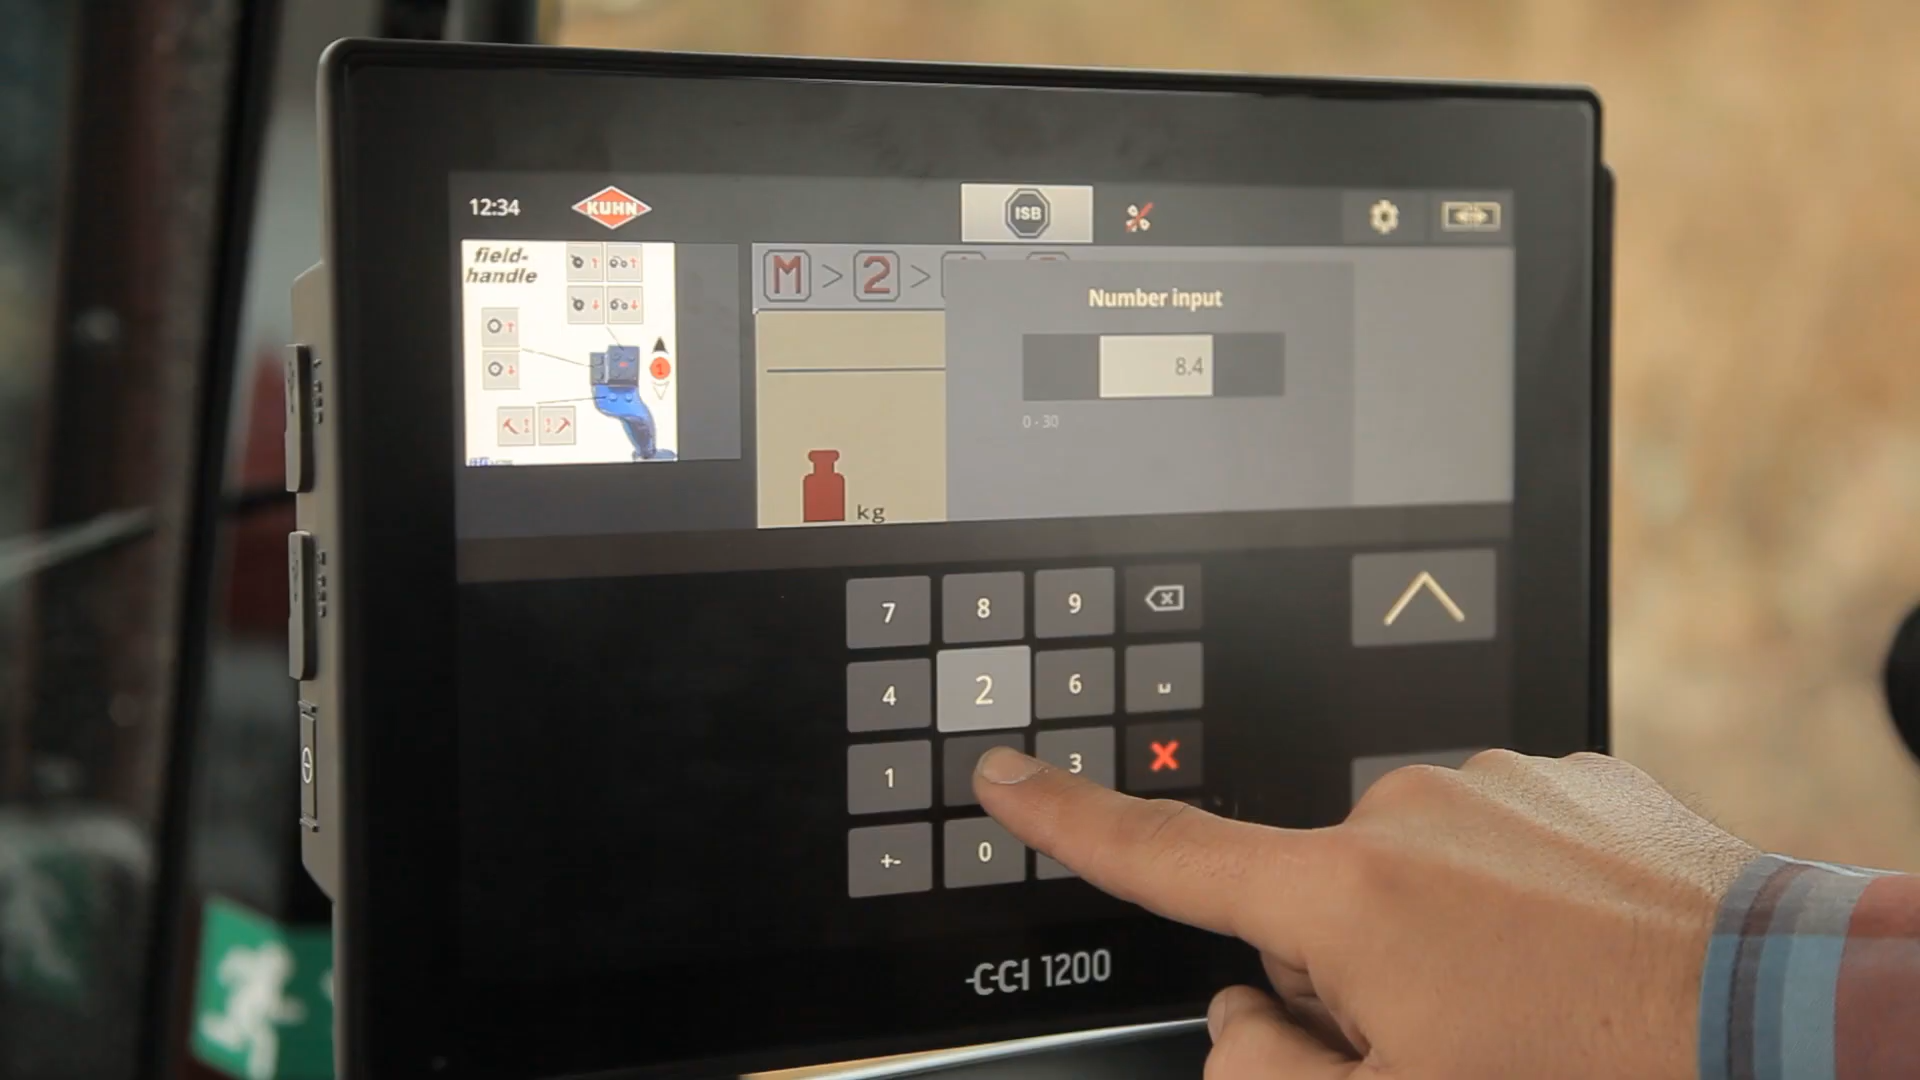 12:34
KUHN
ISB
field-
handle
1
M > 2 >
Number input
8.4
0 - 30
kg
7 8 9
4 2 6
1 3
+- 0
CCI 1200